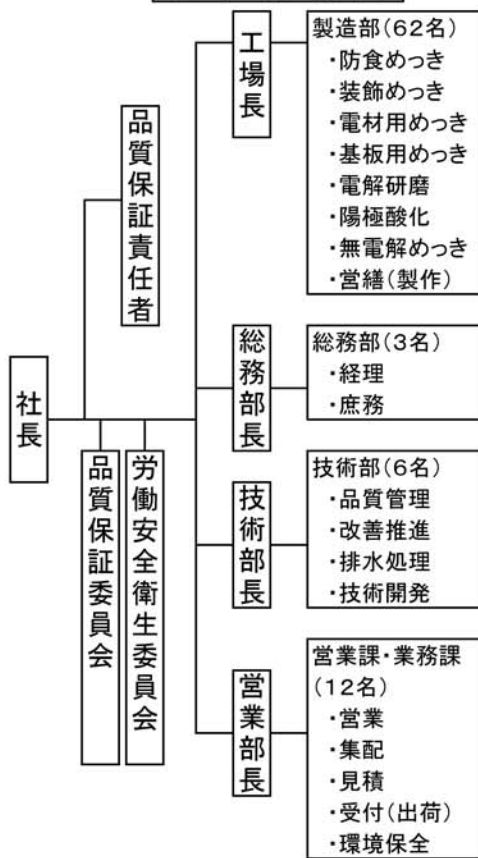 工場長
製造部(62名)
・防食めっき
・装飾めっき
・電材用めっき
・基板用めっき
・電解研磨
・陽極酸化
・無電解めっき
・営繕(製作)
品質保証責任者
社長
総務部長
総務部(3名)
・経理
・庶務
品質保証委員会
労働安全衛生委員会
技術部長
技術部(6名)
・品質管理
・改善推進
・排水処理
・技術開発
営業部長
営業課・業務課
(12名)
・営業
・集配
・見積
・受付(出荷)
・環境保全